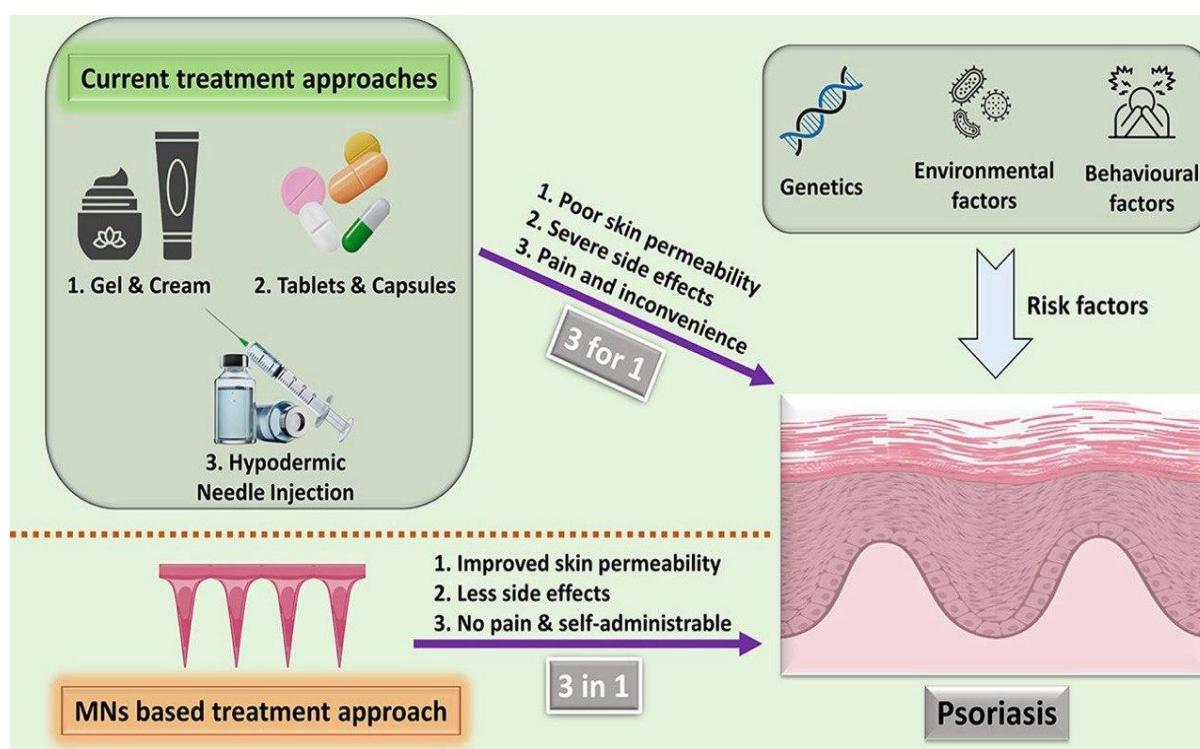 Current treatment approaches
1. Gel & Cream
2. Tablets & Capsules
3. Hypodermic
Needle Injection
1. Poor skin permeability
2. Severe side effects
3. Pain and inconvenience
3 for 1
Genetics
Environmental
factors
Behavioural
factors
Risk factors
MNs based treatment approach
1. Improved skin permeability
2. Less side effects
3. No pain & self-administrable
3 in 1
Psoriasis